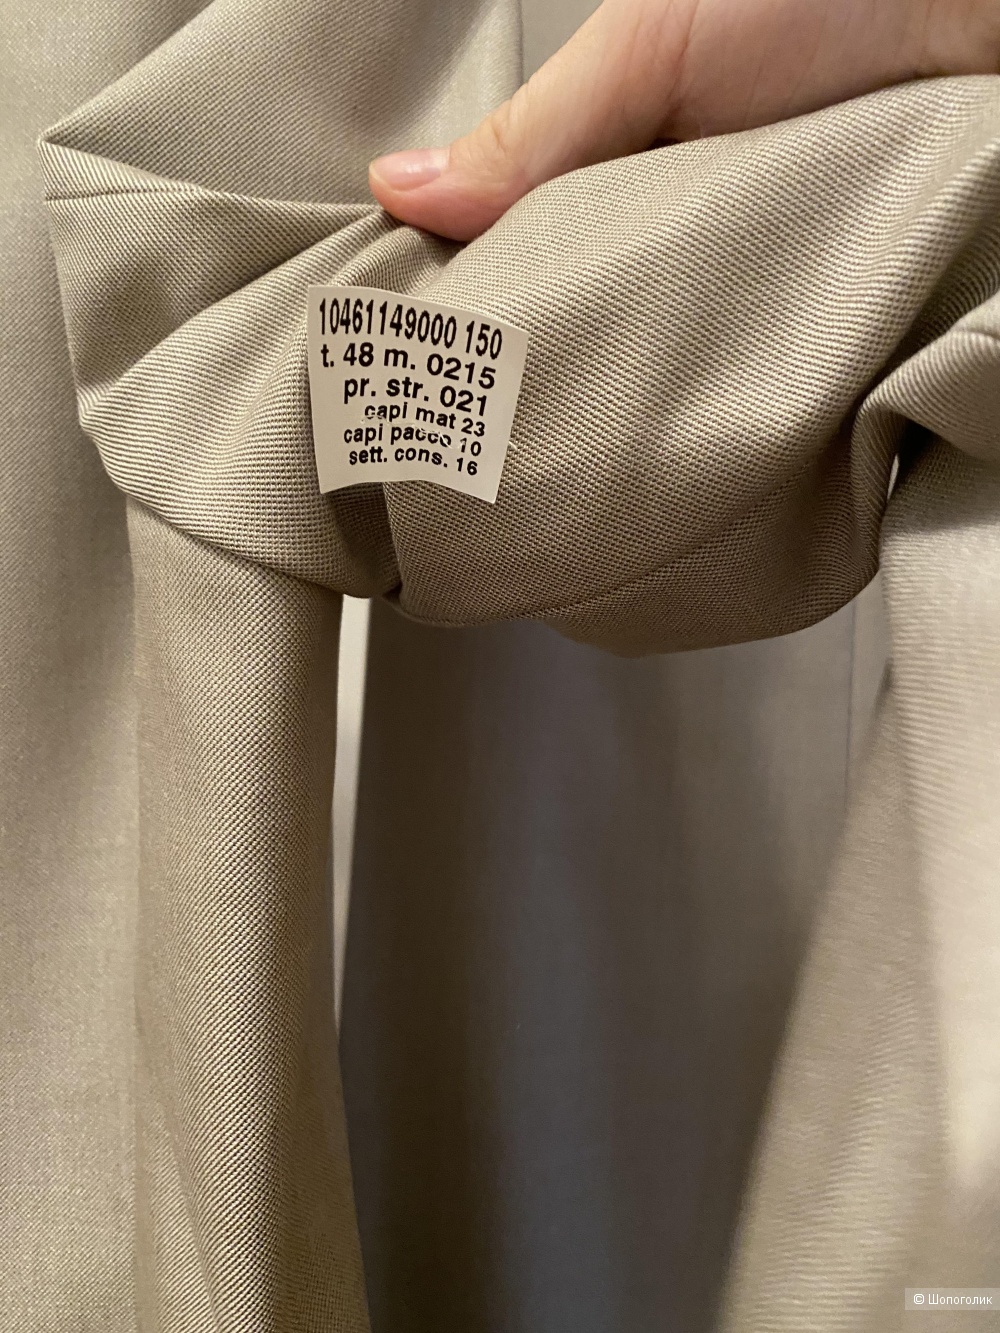 10461149000 150
t. 48 m. 0215
pr. str. 021
capi mat 23
capi pacco 10
sett. cons. 16
© Шопоголик